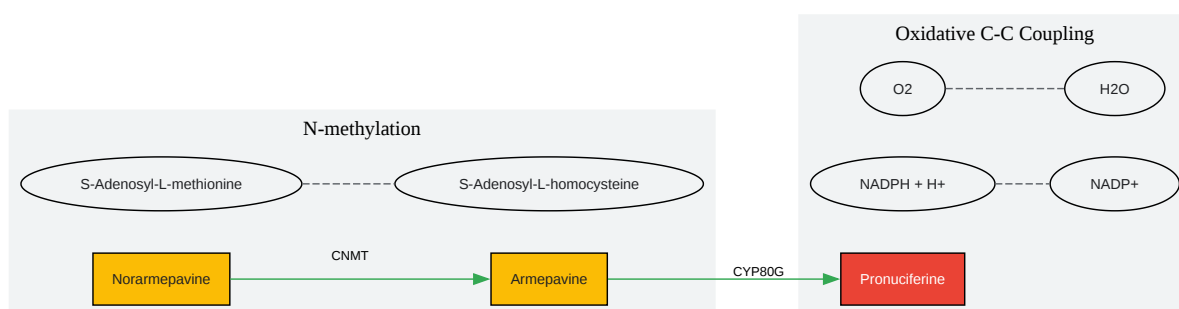 Oxidative C-C Coupling
O2
H2O
N-methylation
S-Adenosyl-L-methionine
S-Adenosyl-L-homocysteine
NADPH + H+
NADP+
Norarmepavine
CNMT
Armepavine
CYP80G
Pronuciferine